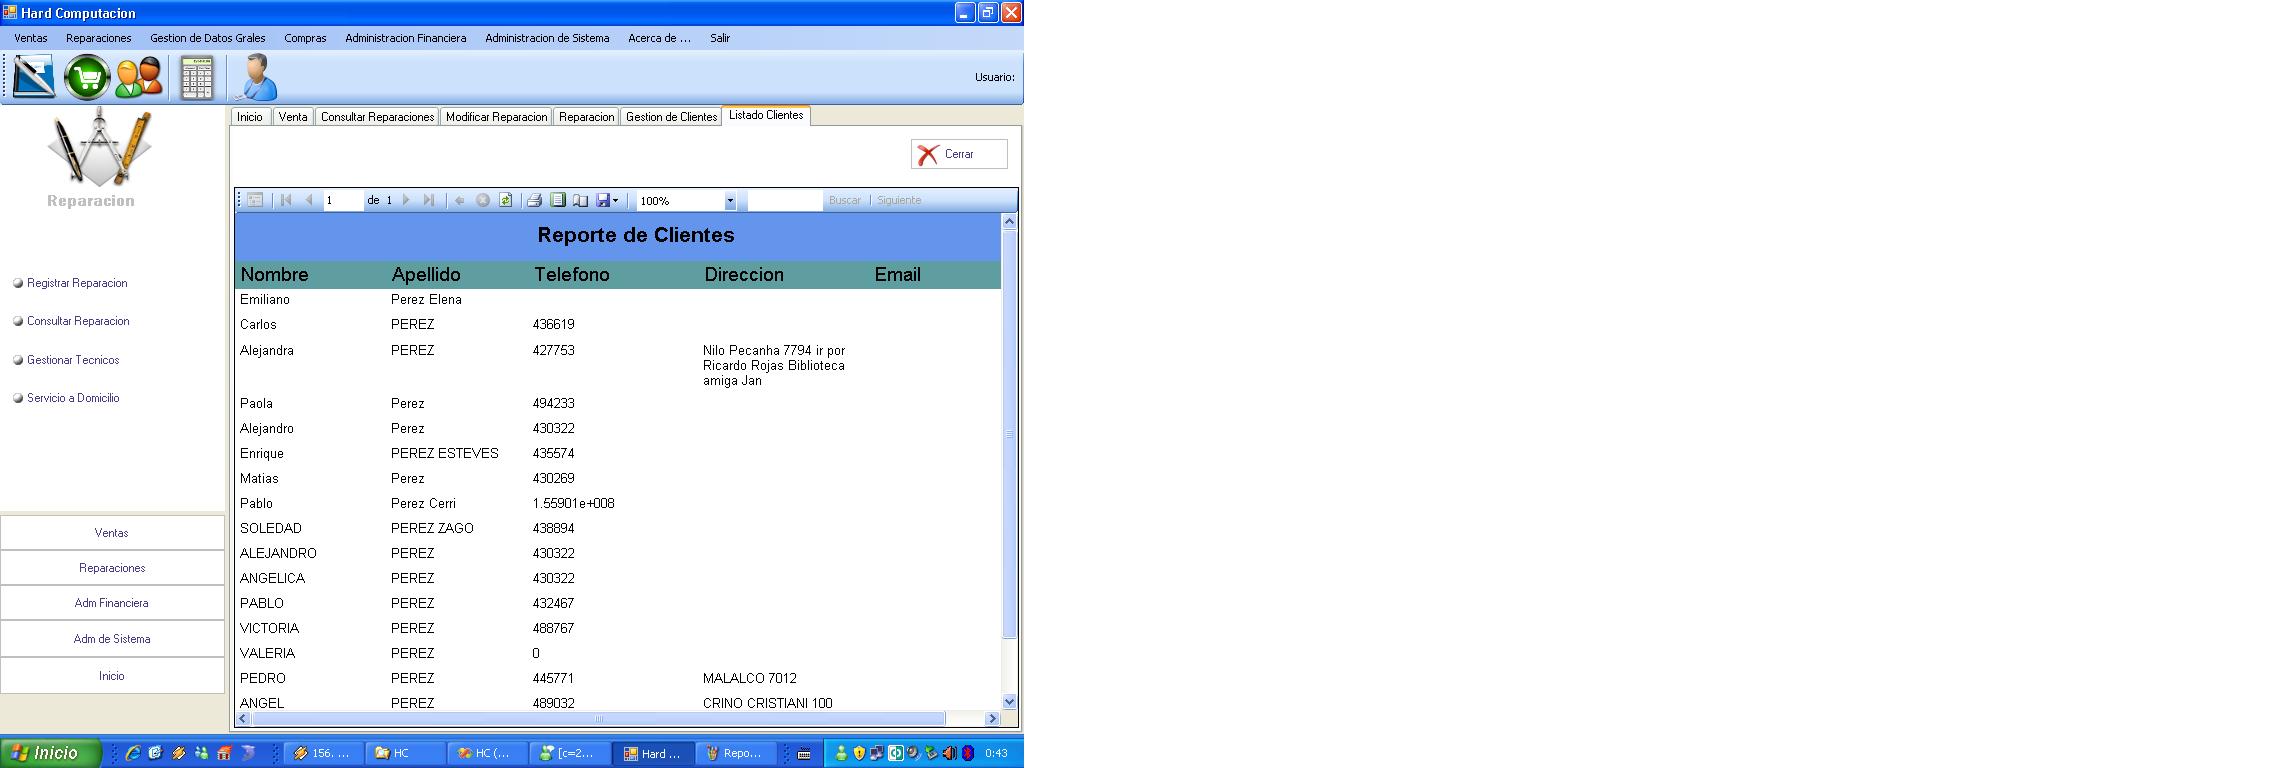 Hard Computacion
Ventas Reparaciones Gestion de Datos Grales Compras Administracion Financiera Administracion de Sistema Acerca de ... Salir
Usuario:
Reparacion
Registrar Reparacion
Consultar Reparacion
Gestionar Tecnicos
Servicio a Domicilio
Ventas
Reparaciones
Adm Financiera
Adm de Sistema
Inicio
Inicio Venta Consultar Reparaciones Modificar Reparacion Reparacion Gestion de Clientes Listado Clientes
Cerrar
1 de 1 100% Buscar Siguiente
Reporte de Clientes
Nombre Apellido Telefono Direccion Email
Emiliano Perez Elena
Carlos PEREZ 436619
Alejandra PEREZ 427753 Nilo Pecanha 7794 ir por
Ricardo Rojas Biblioteca
amiga Jan
Paola Perez 494233
Alejandro Perez 430322
Enrique PEREZ ESTEVES 435574
Matias Perez 430269
Pablo Perez Cerri 1.55901e+008
SOLEDAD PEREZ ZAGO 438894
ALEJANDRO PEREZ 430322
ANGELICA PEREZ 430322
PABLO PEREZ 432467
VICTORIA PEREZ 488767
VALERIA PEREZ 0
PEDRO PEREZ 445771 MALALCO 7012
ANGEL PEREZ 489032 CRINO CRISTIANI 100
Inicio 156. ... HC HC (... [c=2... Hard ... Repo... 0:43